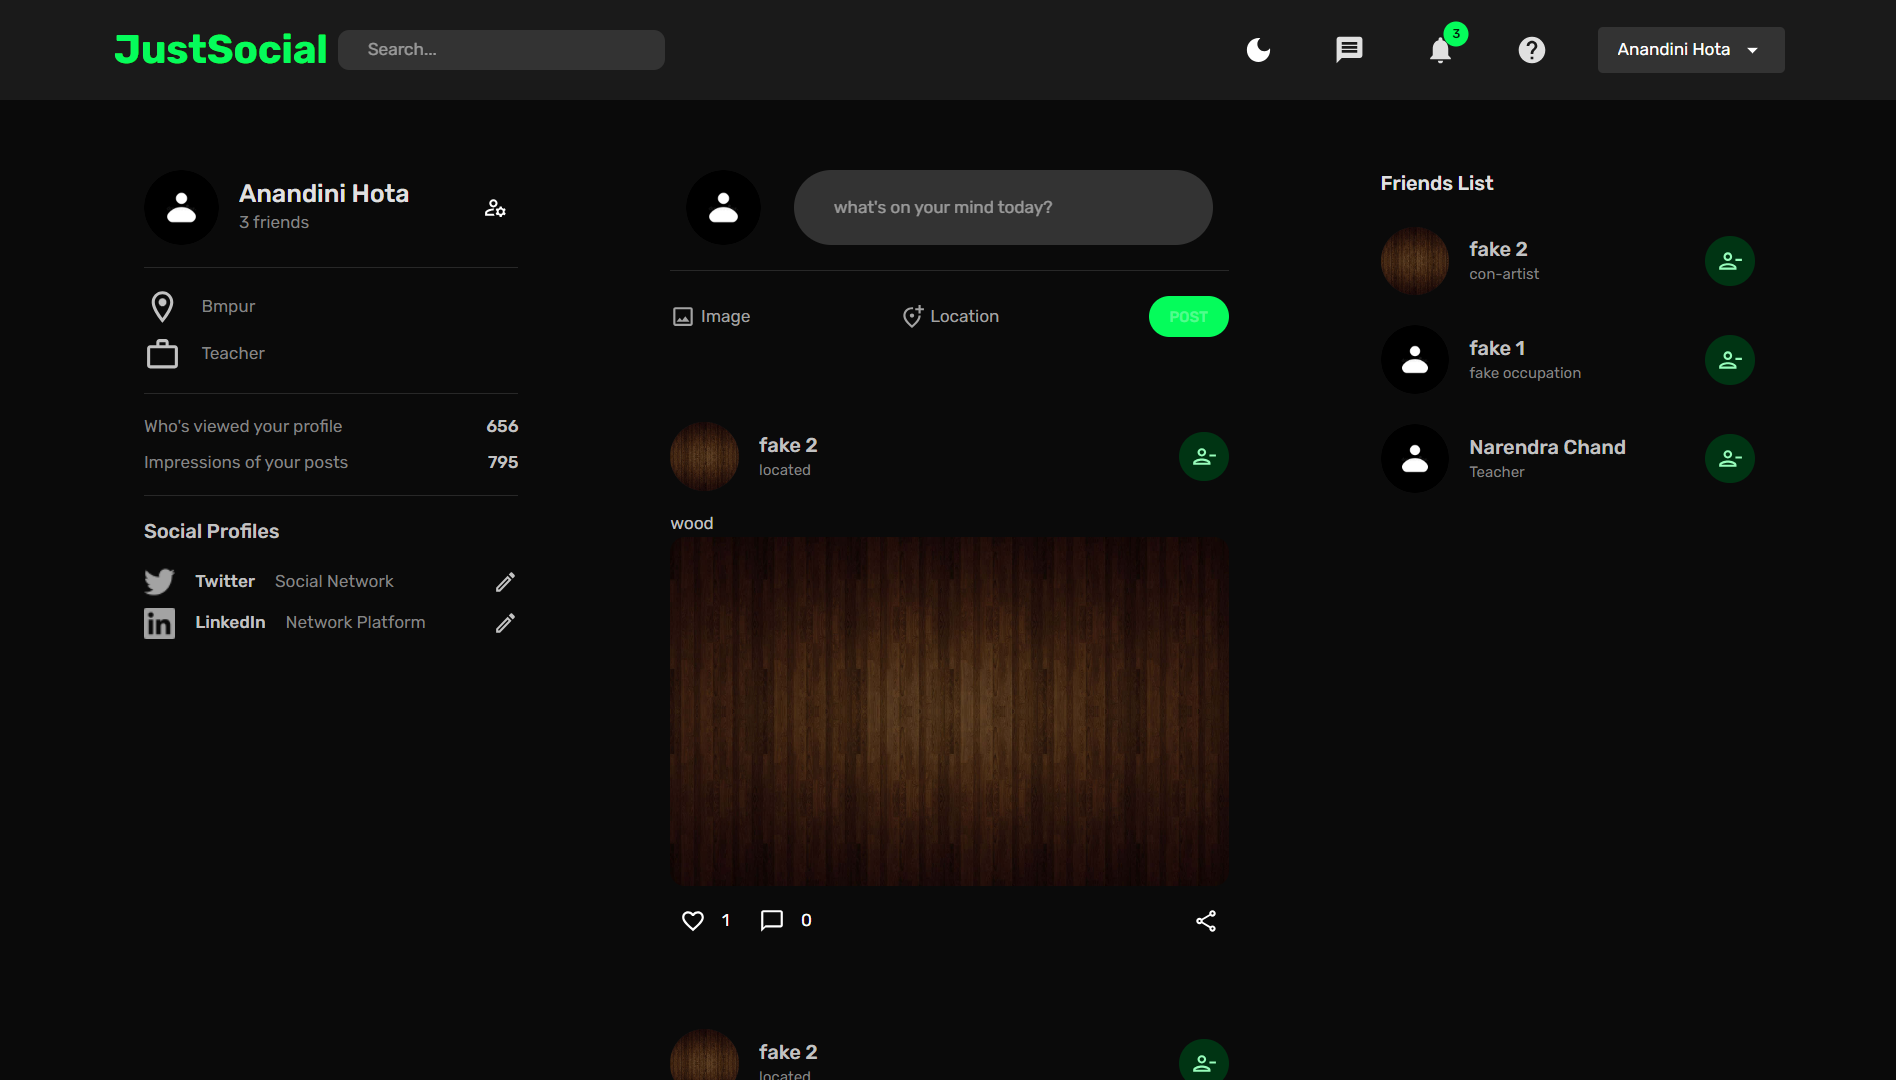 JustSocial
Search...
3
Anandini Hota
Anandini Hota
3 friends
Bmpur
Teacher
Who's viewed your profile 656
Impressions of your posts 795
Social Profiles
Twitter Social Network
LinkedIn Network Platform
what's on your mind today?
Image
Location
POST
fake 2
located
wood
1
0
fake 2
located
Friends List
fake 2
con-artist
fake 1
fake occupation
Narendra Chand
Teacher